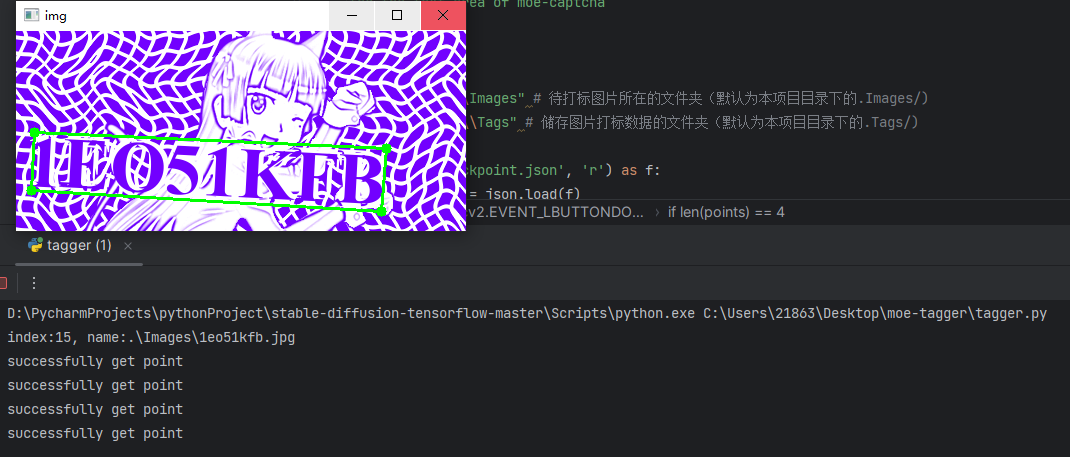 img
area of moe-captcha
1EO51KFB
\Images" # 待打标图片所在的文件夹（默认为本项目目录下的.Images/）
\Tags" # 储存图片打标数据的文件夹（默认为本项目目录下的.Tags/）
kpoint.json', 'r') as f:
= json.load(f)
v2.EVENT_LBUTTONDO... › if len(points) == 4
tagger (1)
D:\PycharmProjects\pythonProject\stable-diffusion-tensorflow-master\Scripts\python.exe C:\Users\21863\Desktop\moe-tagger\tagger.py
index:15, name:.\Images\1eo51kfb.jpg
successfully get point
successfully get point
successfully get point
successfully get point